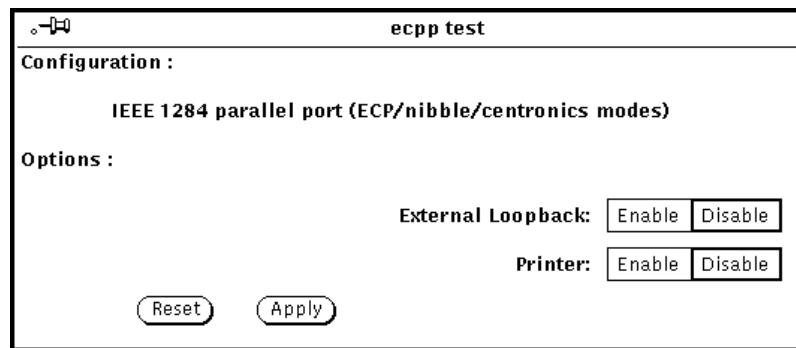 ecpp test
Configuration :
IEEE 1284 parallel port (ECP/nibble/centronics modes)
Options :
External Loopback: Enable Disable
Printer: Enable Disable
Reset Apply